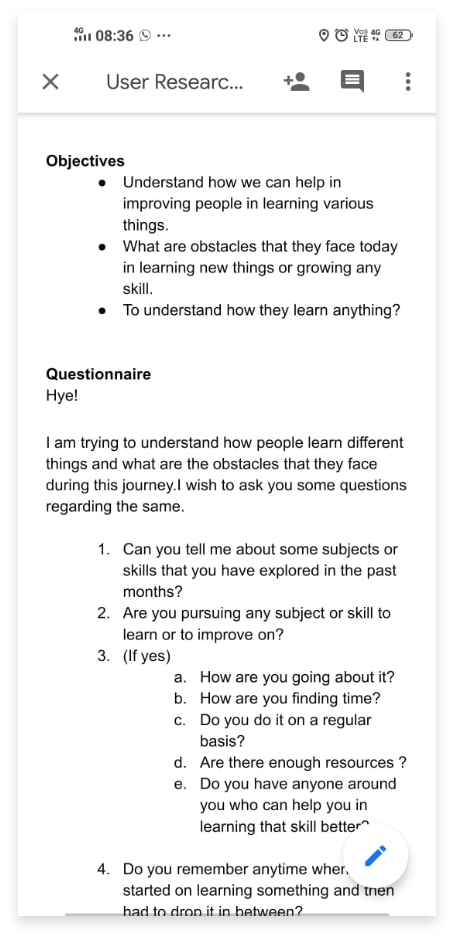 4G 08:36 ... Vo) LTE 4G 62
User Researc...
Objectives
• Understand how we can help in
improving people in learning various
things.
• What are obstacles that they face today
in learning new things or growing any
skill.
• To understand how they learn anything?
Questionnaire
Hye!
I am trying to understand how people learn different
things and what are the obstacles that they face
during this journey.I wish to ask you some questions
regarding the same.
1. Can you tell me about some subjects or
skills that you have explored in the past
months?
2. Are you pursuing any subject or skill to
learn or to improve on?
3. (If yes)
a. How are you going about it?
b. How are you finding time?
c. Do you do it on a regular
basis?
d. Are there enough resources ?
e. Do you have anyone around
you who can help you in
learning that skill better?
4. Do you remember anytime when
started on learning something and then
had to drop it in between?